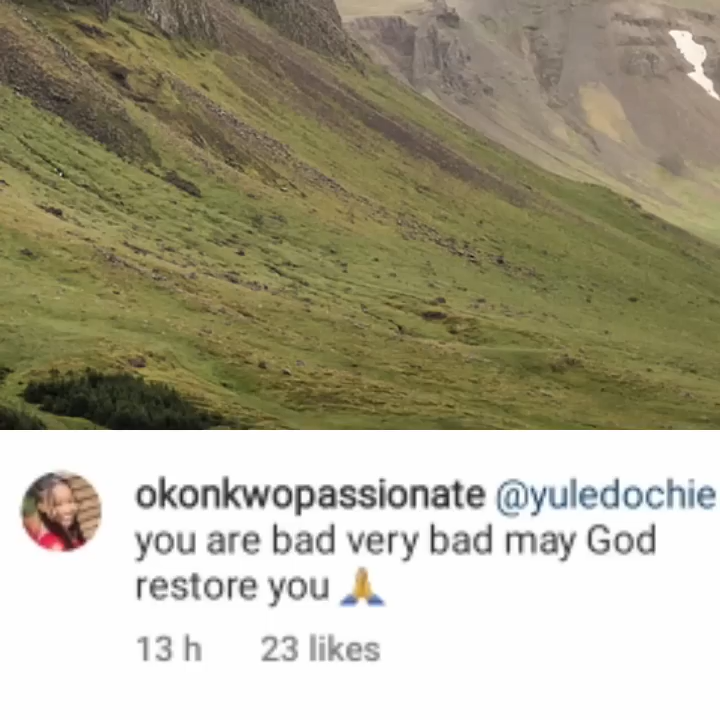 okonkwopassionate @yuledochie
you are bad very bad may God
restore you 🙏
13 h 23 likes